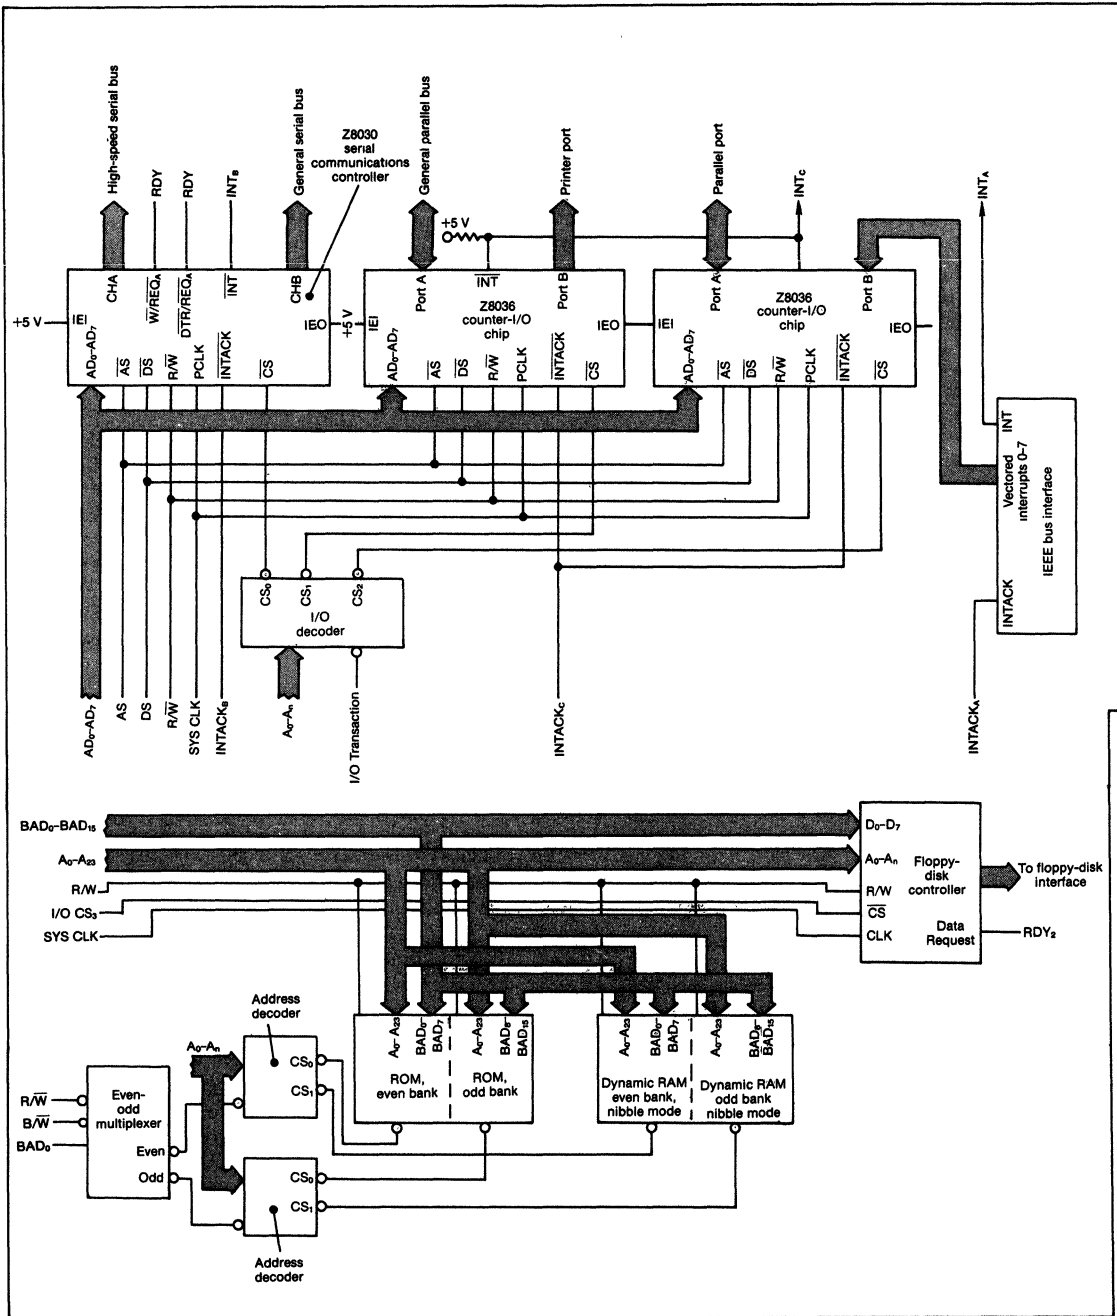 High-speed serial bus
RDY
RDY
INTB
General serial bus
Z8030
serial
communications
controller
General parallel bus
+5 V
Printer port
Parallel port
INTC
INTA
CHA
W/REQA
DTR/REQA
INT
CHB
+5 V
IEI
IEO
AD0–AD7
AS
DS
R/W
PCLK
INTACK
CS
+5 V
Port A
INT
Port B
IEI
Z8036
counter-I/O
chip
IEO
AD0–AD7
AS
DS
R/W
PCLK
INTACK
CS
Port A
Port B
IEI
Z8036
counter-I/O
chip
IEO
AD0–AD7
AS
DS
R/W
PCLK
INTACK
CS
INT
Vectored
interrupts 0–7
IEEE bus interface
INTACK
CS0
CS1
CS2
I/O
decoder
AD0–AD7
AS
DS
R/W
SYS CLK
INTACKB
A0–An
I/O Transaction
INTACKC
INTACKA
BAD0–BAD15
A0–A23
R/W
I/O CS3
SYS CLK
D0–D7
A0–An
R/W
CS
CLK
Floppy-
disk
controller
Data
Request
To floppy-disk
interface
RDY2
Address
decoder
A0–An
CS0
CS1
A0–A23
BAD0–
BAD7
A0–A23
BAD8–
BAD15
ROM,
even bank
ROM,
odd bank
A0–A23
BAD0–
BAD7
A0–A23
BAD8–
BAD15
Dynamic RAM
even bank,
nibble mode
Dynamic RAM
odd bank
nibble mode
R/W
B/W
BAD0
Even-
odd
multiplexer
Even
Odd
CS0
CS1
Address
decoder